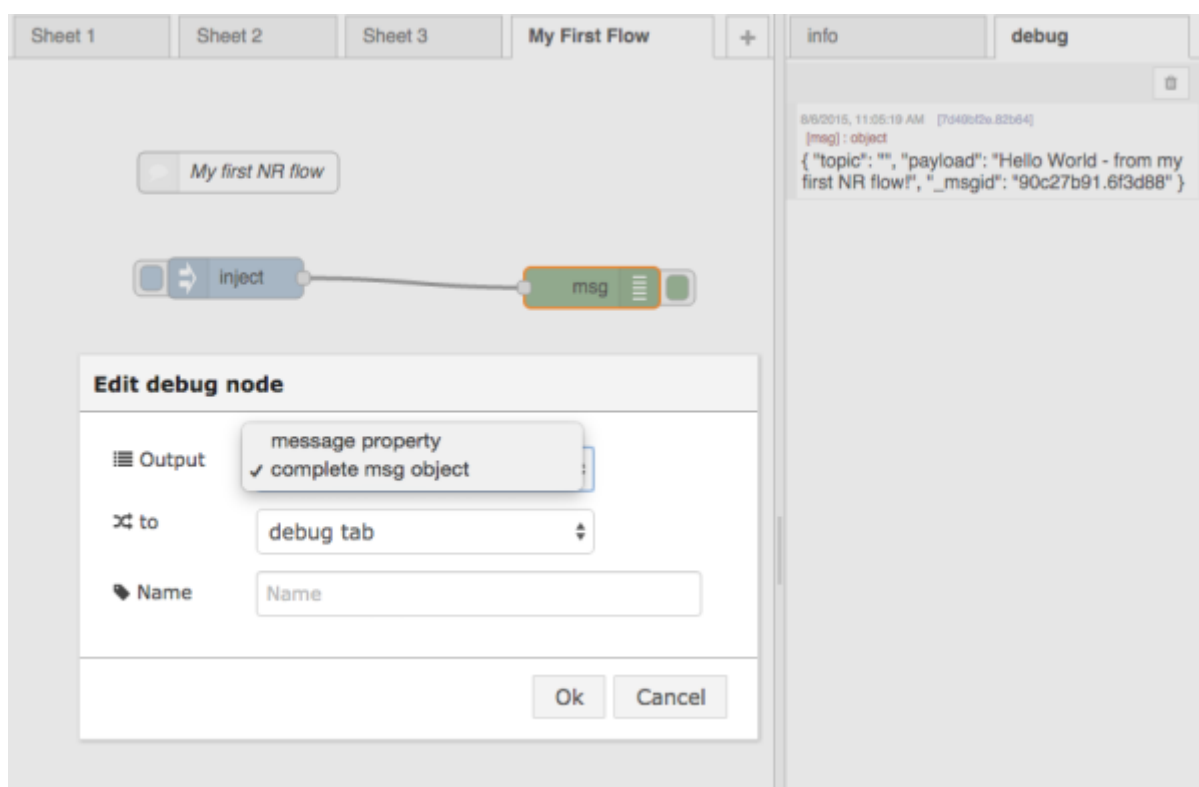 Sheet 1
Sheet 2
Sheet 3
My First Flow
+
info
debug
8/6/2015, 11:05:19 AM [7d49bf2e.82b64]
[msg] : object
{ "topic": "", "payload": "Hello World - from my
first NR flow!", "_msgid": "90c27b91.6f3d88" }
My first NR flow
inject
msg
Edit debug node
Output
message property
✓ complete msg object
to
debug tab
Name
Name
Ok
Cancel